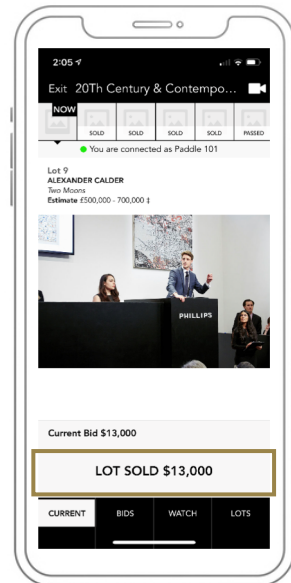 2:05
Exit 20Th Century & Contempo...
NOW
SOLD SOLD SOLD SOLD PASSED
You are connected as Paddle 101
Lot 9
ALEXANDER CALDER
Two Moons
Estimate £500,000 - 700,000 ‡
PHILLIPS
Current Bid $13,000
LOT SOLD $13,000
CURRENT BIDS WATCH LOTS